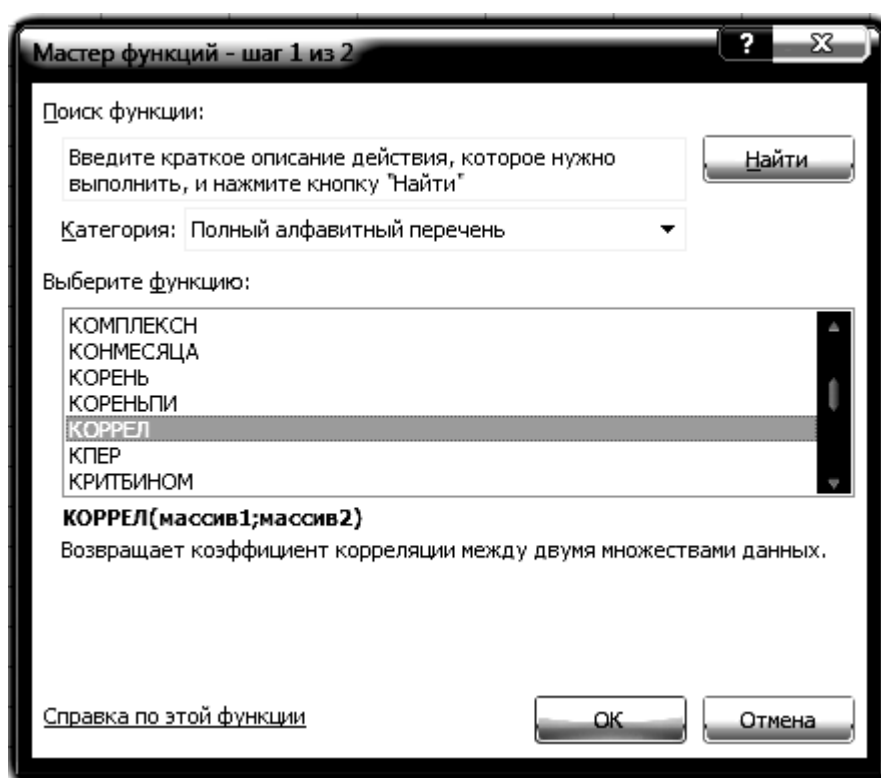 Мастер функций - шаг 1 из 2
?
Поиск функции:
Введите краткое описание действия, которое нужно
выполнить, и нажмите кнопку "Найти"
Найти
Категория: Полный алфавитный перечень
Выберите функцию:
КОМПЛЕКСН
КОНМЕСЯЦА
КОРЕНЬ
КОРЕНЬПИ
КОРРЕЛ
КПЕР
КРИТБИНОМ
КОРРЕЛ(массив1;массив2)
Возвращает коэффициент корреляции между двумя множествами данных.
Справка по этой функции
ОК
Отмена